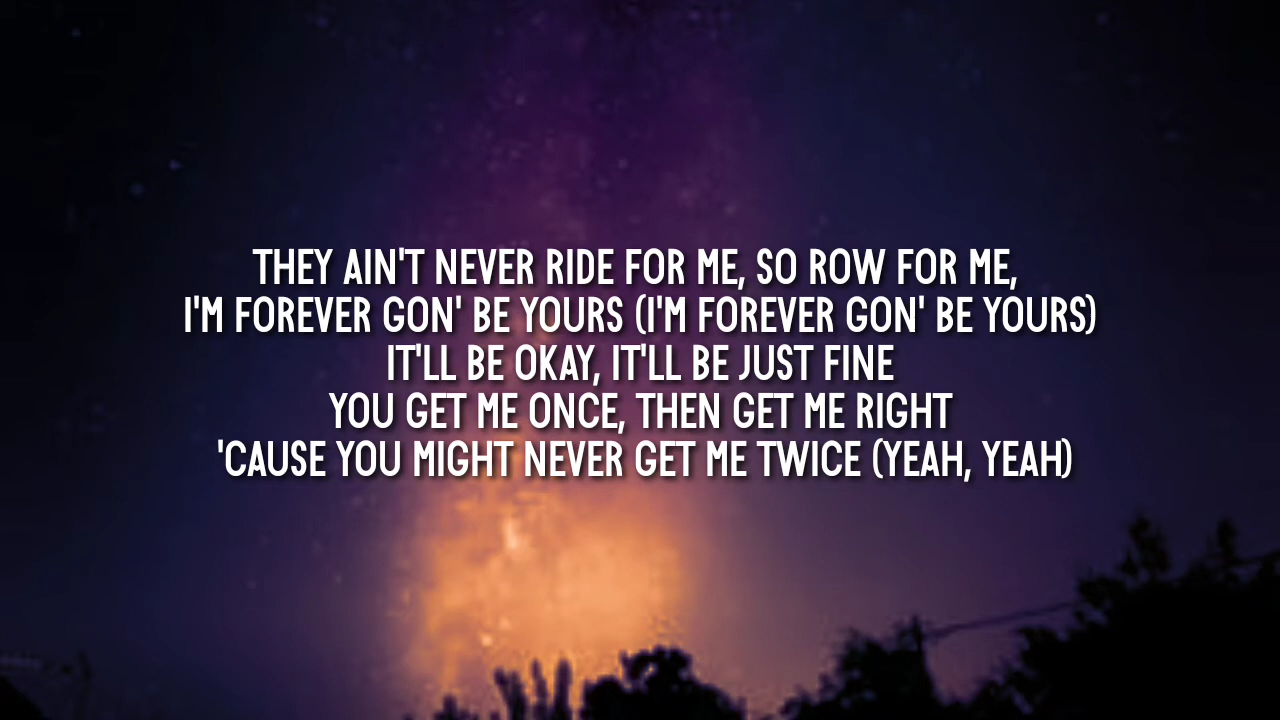 THEY AIN'T NEVER RIDE FOR ME, SO ROW FOR ME,
I'M FOREVER GON' BE YOURS (I'M FOREVER GON' BE YOURS)
IT'LL BE OKAY, IT'LL BE JUST FINE
YOU GET ME ONCE, THEN GET ME RIGHT
'CAUSE YOU MIGHT NEVER GET ME TWICE (YEAH, YEAH)